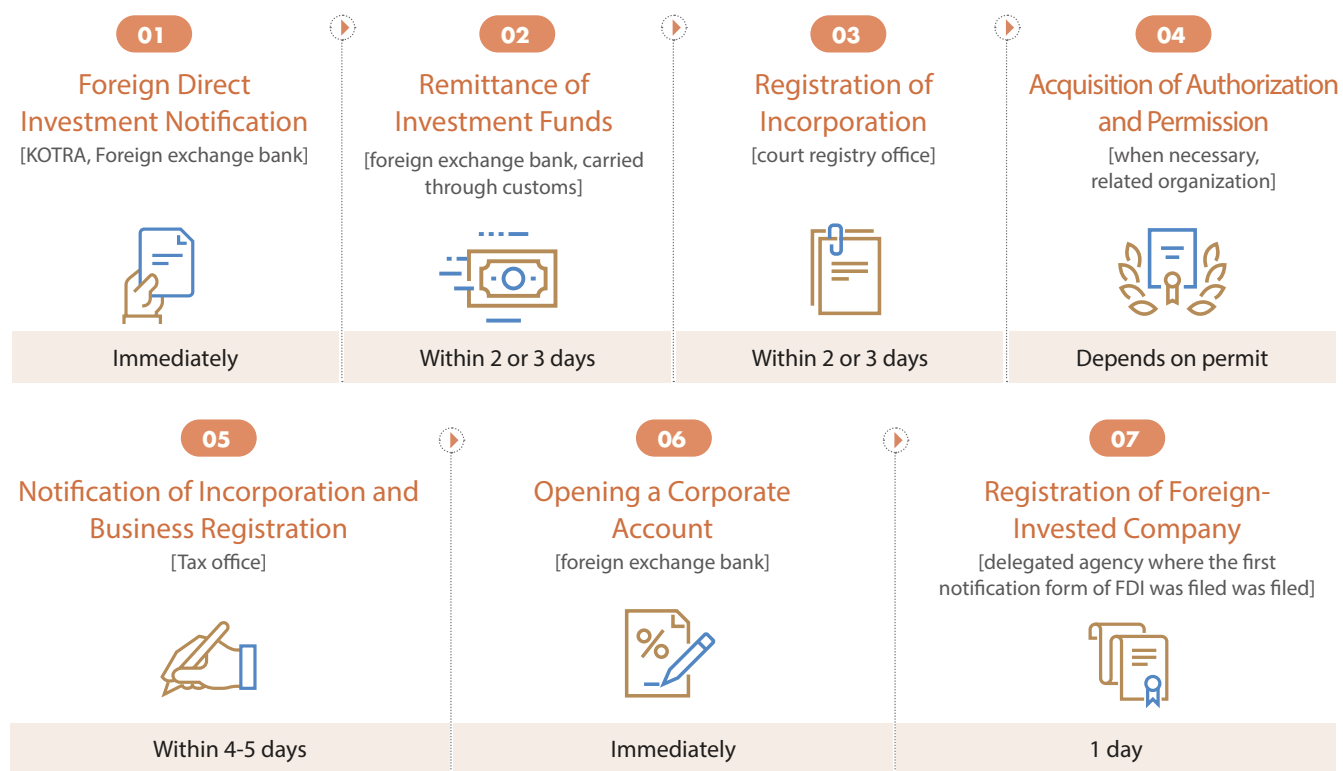 01
Foreign Direct
Investment Notification
[KOTRA, Foreign exchange bank]
Immediately
02
Remittance of
Investment Funds
[foreign exchange bank, carried
through customs]
Within 2 or 3 days
03
Registration of
Incorporation
[court registry office]
Within 2 or 3 days
04
Acquisition of Authorization
and Permission
[when necessary,
related organization]
Depends on permit
05
Notification of Incorporation and
Business Registration
[Tax office]
Within 4-5 days
06
Opening a Corporate
Account
[foreign exchange bank]
%
Immediately
07
Registration of Foreign-
Invested Company
[delegated agency where the first
notification form of FDI was filed was filed]
1 day